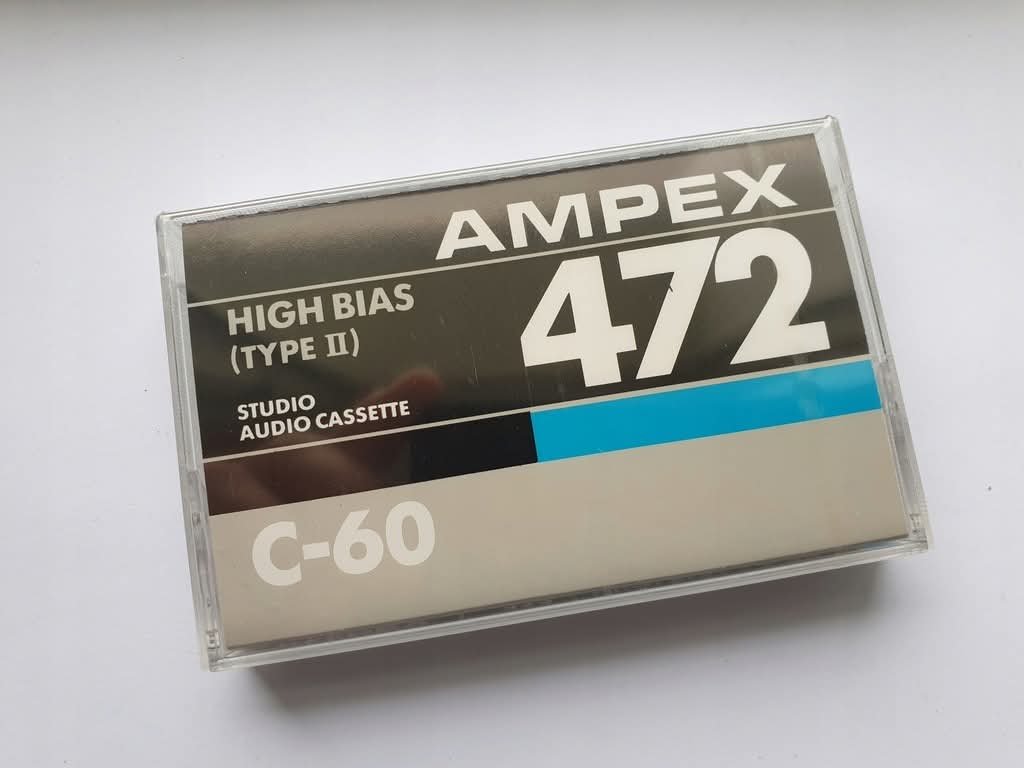 AMPEX
472
HIGH BIAS
(TYPE II)
STUDIO
AUDIO CASSETTE
C-60